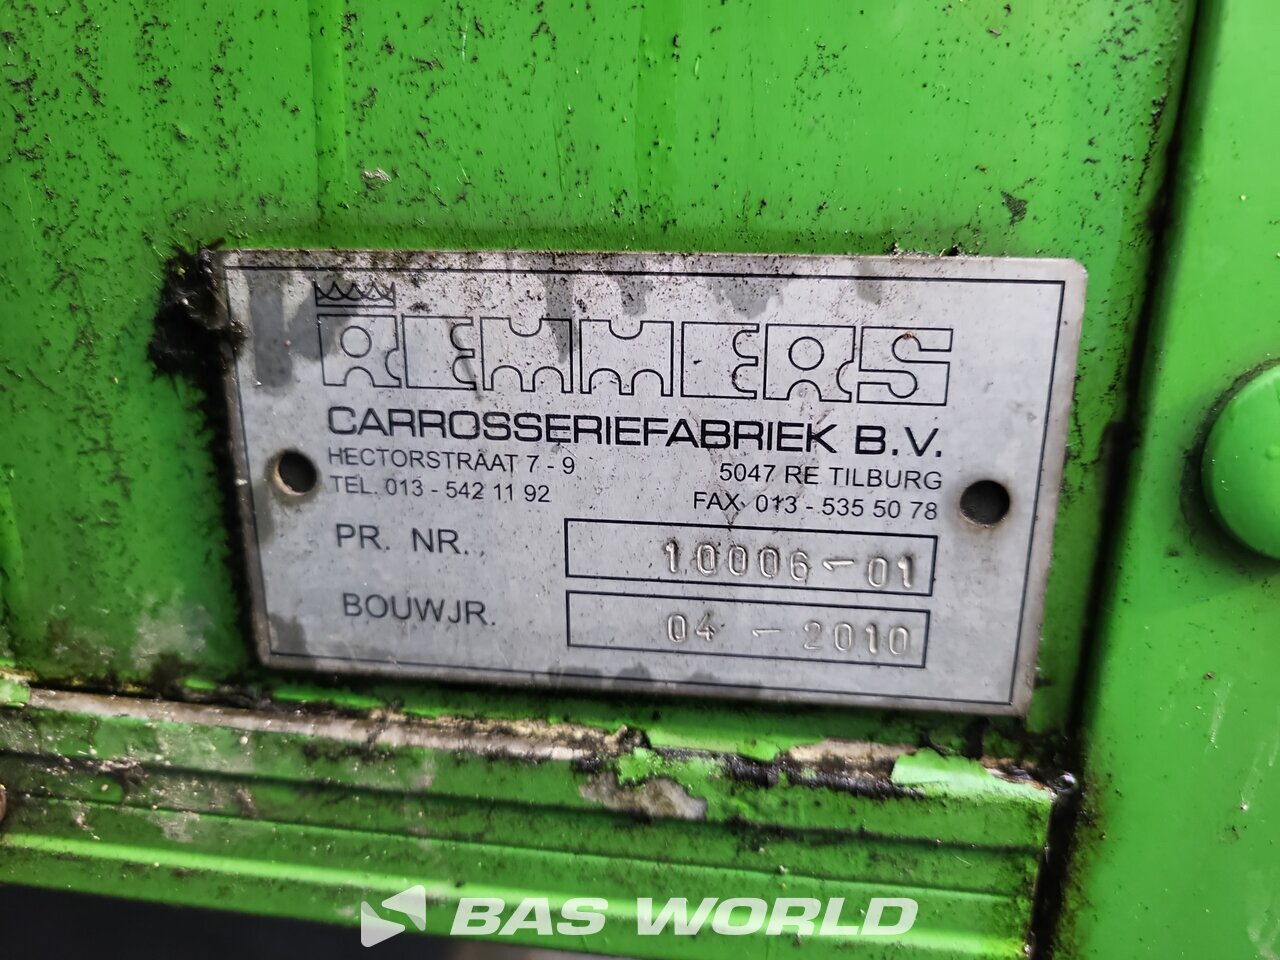 REMMERS
CARROSSERIEFABRIEK B.V.
HECTORSTRAAT 7 - 9 5047 RE TILBURG
TEL. 013 - 542 11 92 FAX. 013 - 535 50 78
PR. NR. 10006-01
BOUWJR. 04 - 2010
BAS WORLD